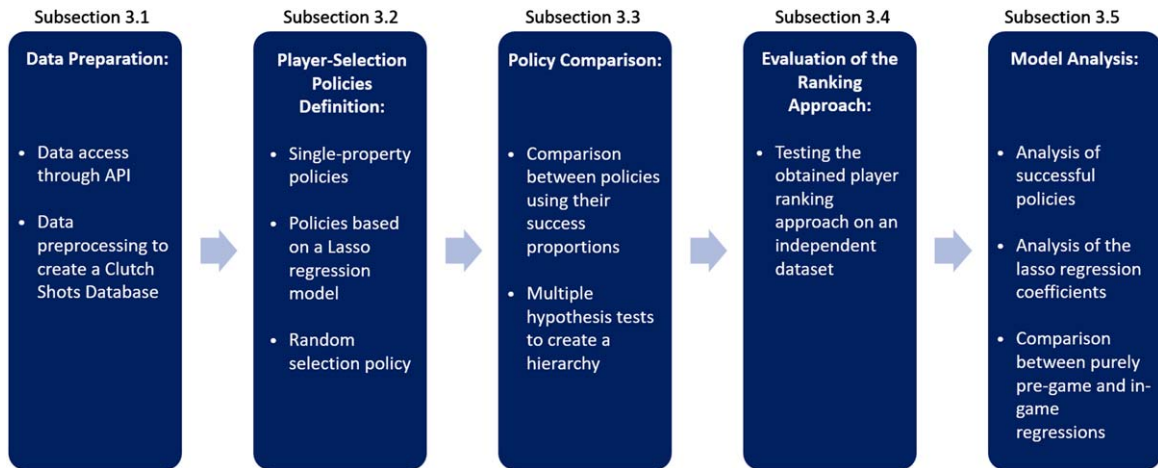 Subsection 3.1
Data Preparation:
• Data access
through API
• Data
preprocessing to
create a Clutch
Shots Database
Subsection 3.2
Player-Selection
Policies
Definition:
• Single-property
policies
• Policies based
on a Lasso
regression
model
• Random
selection policy
Subsection 3.3
Policy Comparison:
• Comparison
between policies
using their
success
proportions
• Multiple
hypothesis tests
to create a
hierarchy
Subsection 3.4
Evaluation of the
Ranking
Approach:
• Testing the
obtained player
ranking
approach on an
independent
dataset
Subsection 3.5
Model Analysis:
• Analysis of
successful
policies
• Analysis of the
lasso regression
coefficients
• Comparison
between purely
pre-game and in-
game
regressions